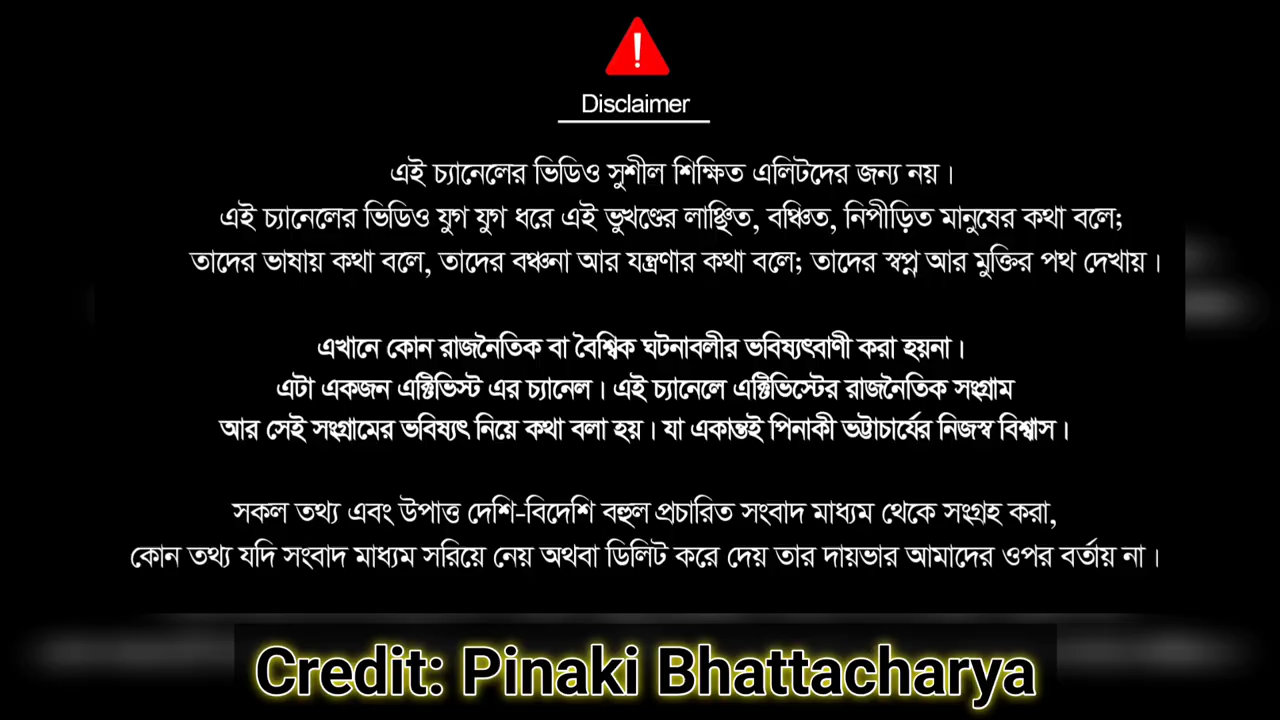 Disclaimer
এই চ্যানেলের ভিডিও সুশীল শিক্ষিত এলিটদের জন্য নয়।
এই চ্যানেলের ভিডিও যুগ যুগ ধরে এই ভুখণ্ডের লাঞ্ছিত, বঞ্চিত, নিপীড়িত মানুষের কথা বলে;
তাদের ভাষায় কথা বলে, তাদের বঞ্চনা আর যন্ত্রণার কথা বলে; তাদের স্বপ্ন আর মুক্তির পথ দেখায়।
এখানে কোন রাজনৈতিক বা বৈশ্বিক ঘটনাবলীর ভবিষ্যৎবাণী করা হয়না।
এটা একজন এক্টিভিস্ট এর চ্যানেল। এই চ্যানেলে এক্টিভিস্টের রাজনৈতিক সংগ্রাম
আর সেই সংগ্রামের ভবিষ্যৎ নিয়ে কথা বলা হয়। যা একান্তই পিনাকী ভট্টাচার্যের নিজস্ব বিশ্বাস।
সকল তথ্য এবং উপাত্ত দেশি-বিদেশি বহুল প্রচারিত সংবাদ মাধ্যম থেকে সংগ্রহ করা,
কোন তথ্য যদি সংবাদ মাধ্যম সরিয়ে নেয় অথবা ডিলিট করে দেয় তার দায়ভার আমাদের ওপর বর্তায় না।
Credit: Pinaki Bhattacharya